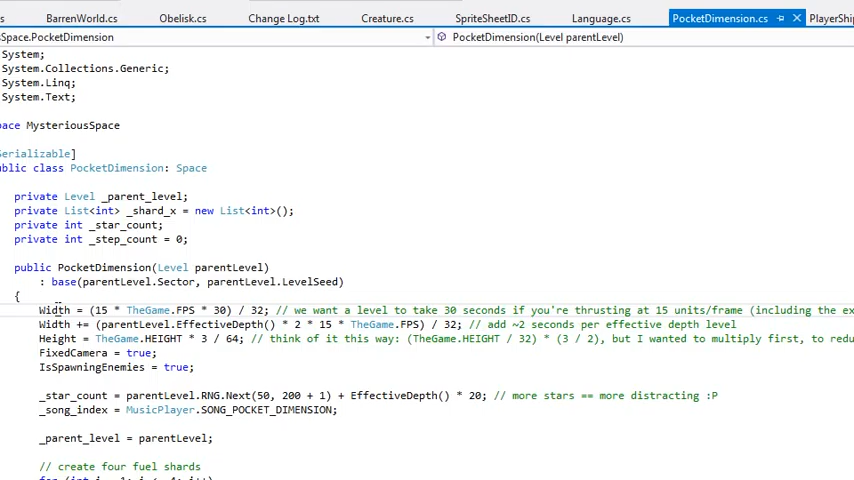 s BarrenWorld.cs Obelisk.cs Change Log.txt Creature.cs SpriteSheetID.cs Language.cs PocketDimension.cs PlayerShip
sSpace.PocketDimension PocketDimension(Level parentLevel)
System;
System.Collections.Generic;
System.Linq;
System.Text;
ace MysteriousSpace
Serializable]
ublic class PocketDimension: Space
private Level _parent_level;
private List<int> _shard_x = new List<int>();
private int _star_count;
private int _step_count = 0;
public PocketDimension(Level parentLevel)
: base(parentLevel.Sector, parentLevel.LevelSeed)
{
Width = (15 * TheGame.FPS * 30) / 32; // we want a level to take 30 seconds if you're thrusting at 15 units/frame (including the ex
Width += (parentLevel.EffectiveDepth() * 2 * 15 * TheGame.FPS) / 32; // add ~2 seconds per effective depth level
Height = TheGame.HEIGHT * 3 / 64; // think of it this way: (TheGame.HEIGHT / 32) * (3 / 2), but I wanted to multiply first, to redu
FixedCamera = true;
IsSpawningEnemies = true;
_star_count = parentLevel.RNG.Next(50, 200 + 1) + EffectiveDepth() * 20; // more stars == more distracting :P
_song_index = MusicPlayer.SONG_POCKET_DIMENSION;
_parent_level = parentLevel;
// create four fuel shards